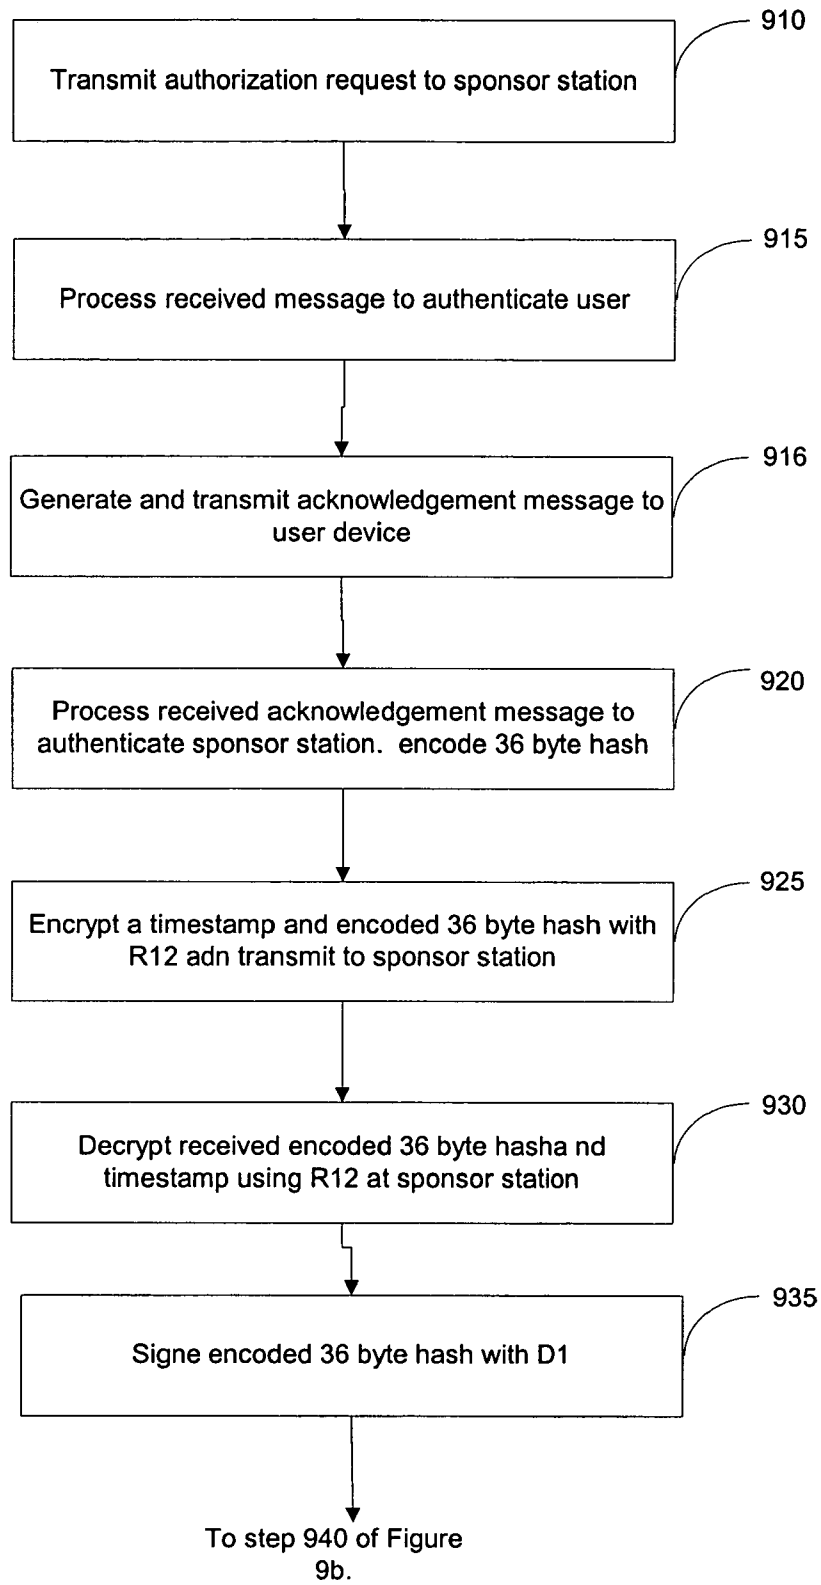 910
Transmit authorization request to sponsor station
915
Process received message to authenticate user
916
Generate and transmit acknowledgement message to
user device
920
Process received acknowledgement message to
authenticate sponsor station.  encode 36 byte hash
925
Encrypt a timestamp and encoded 36 byte hash with
R12 adn transmit to sponsor station
930
Decrypt received encoded 36 byte hasha nd
timestamp using R12 at sponsor station
935
Signe encoded 36 byte hash with D1
To step 940 of Figure
9b.